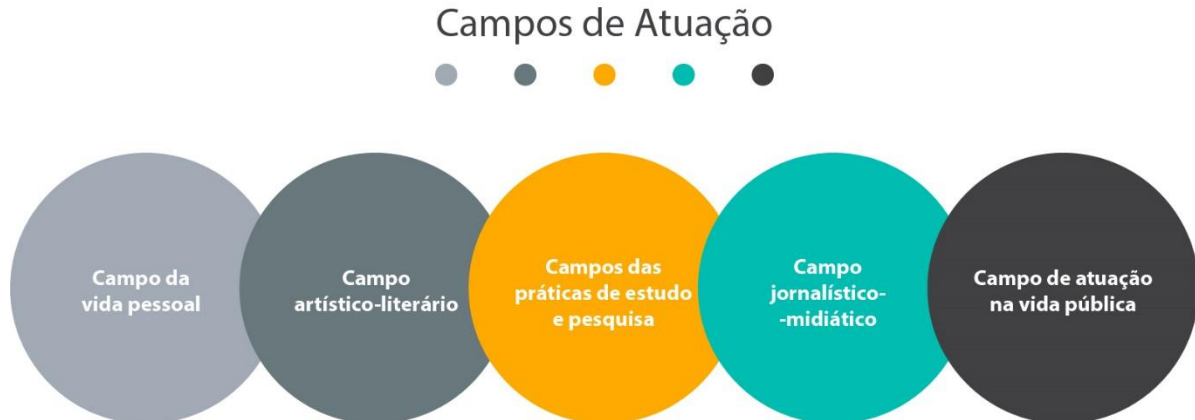 Campos de Atuação
Campo da
vida pessoal
Campo
artístico-literário
Campos das
práticas de estudo
e pesquisa
Campo
jornalístico-
-midiático
Campo de atuação
na vida pública